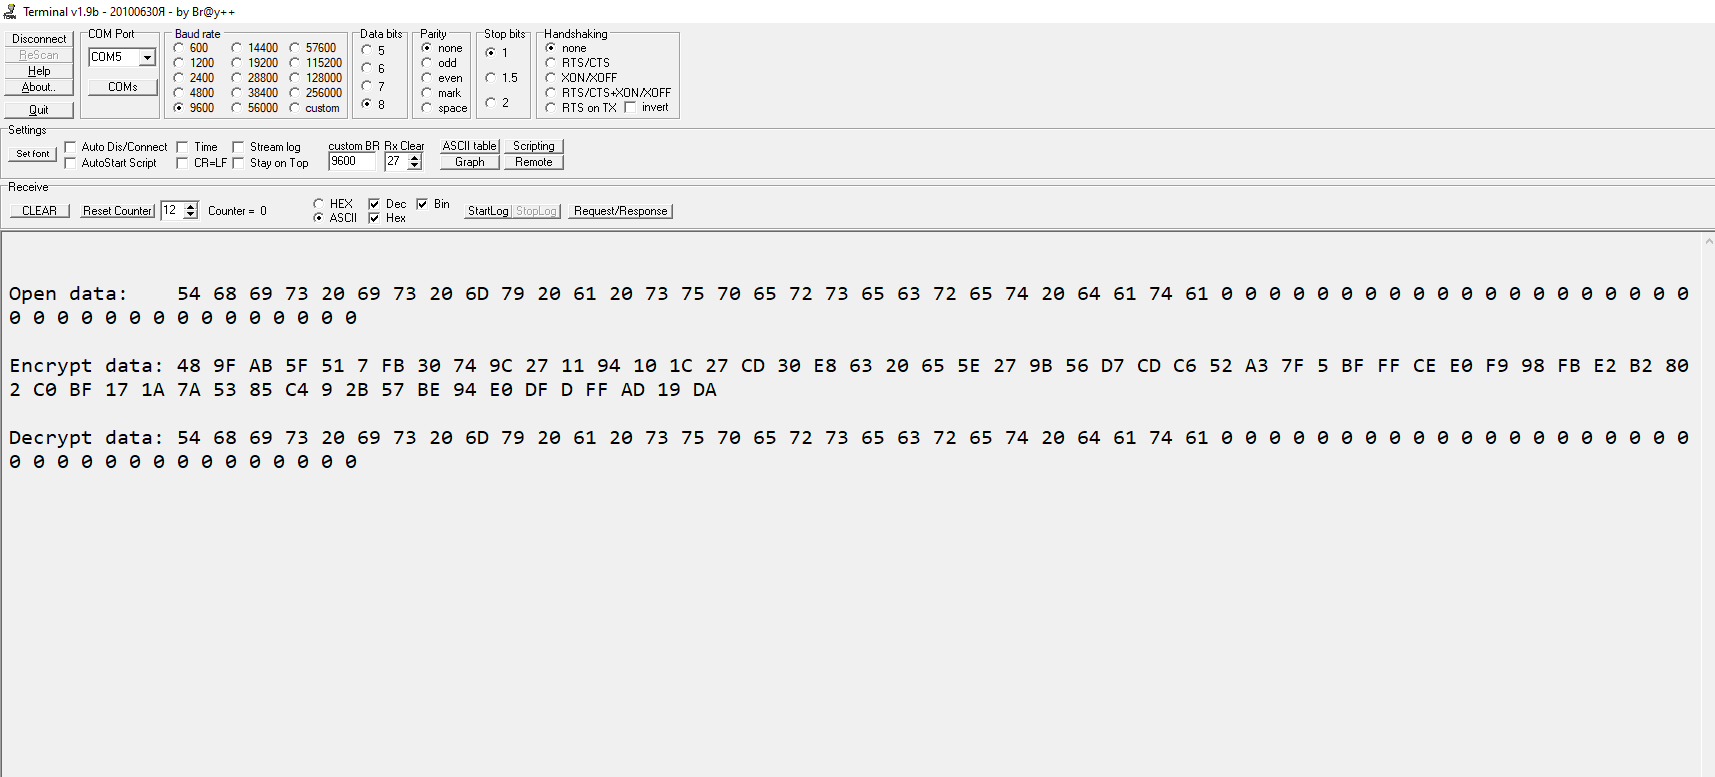 Terminal v1.9b - 20100630Я - by Br@y++
Disconnect
ReScan
Help
About..
Quit
COM Port
COM5
COMs
Baud rate
600 14400 57600
1200 19200 115200
2400 28800 128000
4800 38400 256000
9600 56000 custom
Data bits
5
6
7
8
Parity
none
odd
even
mark
space
Stop bits
1
1.5
2
Handshaking
none
RTS/CTS
XON/XOFF
RTS/CTS+XON/XOFF
RTS on TX invert
Settings
Set font
Auto Dis/Connect Time Stream log
AutoStart Script CR=LF Stay on Top
custom BR Rx Clear
9600 27
ASCII table Scripting
Graph Remote
Receive
CLEAR Reset Counter 12 Counter = 0
HEX Dec Bin
ASCII Hex
StartLog StopLog Request/Response
Open data: 54 68 69 73 20 69 73 20 6D 79 20 61 20 73 75 70 65 72 73 65 63 72 65 74 20 64 61 74 61 0 0 0 0 0 0 0 0 0 0 0 0 0 0 0 0 0 0 0 0
0 0 0 0 0 0 0 0 0 0 0 0 0 0 0
Encrypt data: 48 9F AB 5F 51 7 FB 30 74 9C 27 11 94 10 1C 27 CD 30 E8 63 20 65 5E 27 9B 56 D7 CD C6 52 A3 7F 5 BF FF CE E0 F9 98 FB E2 B2 80
2 C0 BF 17 1A 7A 53 85 C4 9 2B 57 BE 94 E0 DF D FF AD 19 DA
Decrypt data: 54 68 69 73 20 69 73 20 6D 79 20 61 20 73 75 70 65 72 73 65 63 72 65 74 20 64 61 74 61 0 0 0 0 0 0 0 0 0 0 0 0 0 0 0 0 0 0 0 0
0 0 0 0 0 0 0 0 0 0 0 0 0 0 0